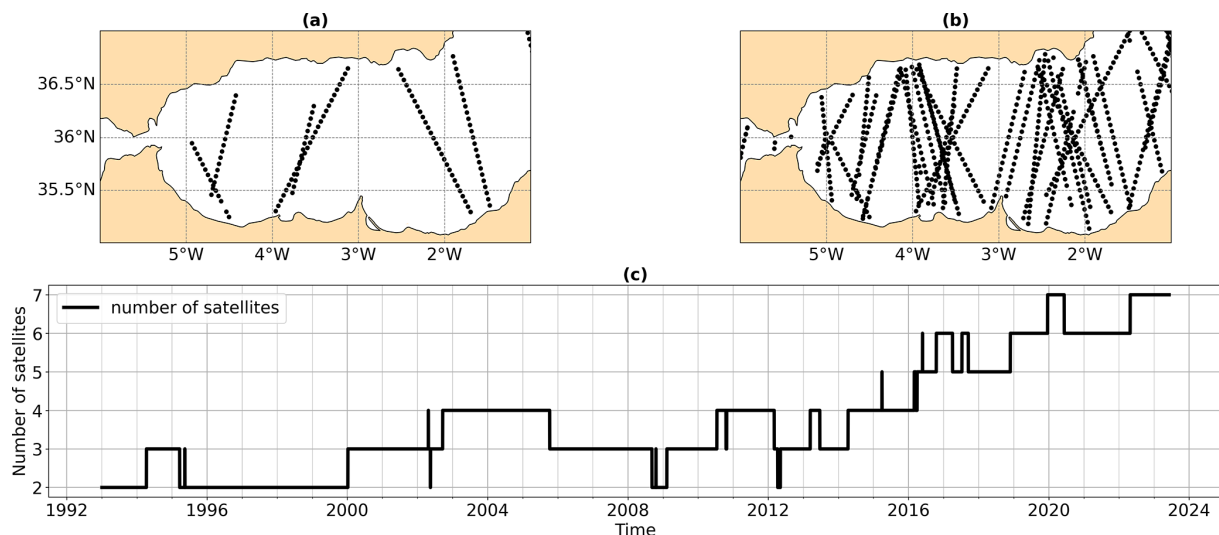 (a)
(b)
36.5°N
36°N
35.5°N
5°W 4°W 3°W 2°W
5°W 4°W 3°W 2°W
(c)
number of satellites
Number of satellites
7
6
5
4
3
2
1992 1996 2000 2004 2008 2012 2016 2020 2024
Time